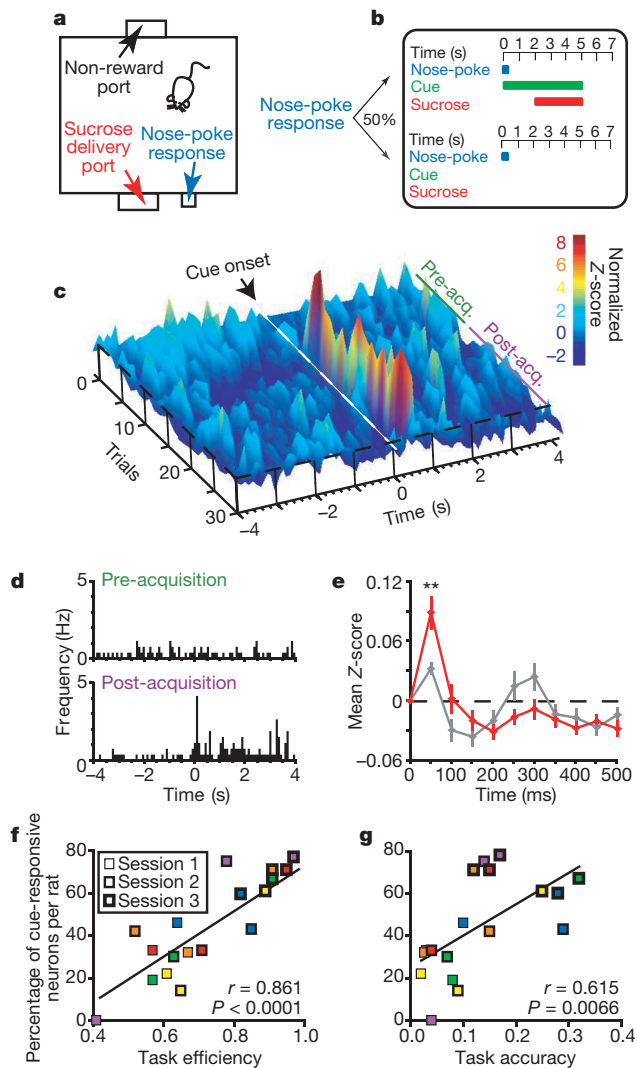 a
Non-reward
port
Sucrose
delivery
port
Nose-poke
response
Nose-poke
response
50%
b
Time (s)
0 1 2 3 4 5 6 7
Nose-poke
Cue
Sucrose
Time (s)
0 1 2 3 4 5 6 7
Nose-poke
Cue
Sucrose
c
Cue onset
Pre-acq.
Post-acq.
8
6
4
2
0
−2
Normalized
Z-score
0
10
20
30
Trials
−4
−2
0
2
4
Time (s)
d
Pre-acquisition
5
0
Post-acquisition
5
0
Frequency (Hz)
−4 −2 0 2 4
Time (s)
e
0.12
0.06
0
−0.06
Mean Z-score
**
0 100 200 300 400 500
Time (ms)
f
80
60
40
20
0
Percentage of cue-responsive
neurons per rat
Session 1
Session 2
Session 3
r = 0.861
P < 0.0001
0.4 0.6 0.8 1.0
Task efficiency
g
80
60
40
20
0
r = 0.615
P = 0.0066
0.0 0.1 0.2 0.3 0.4
Task accuracy